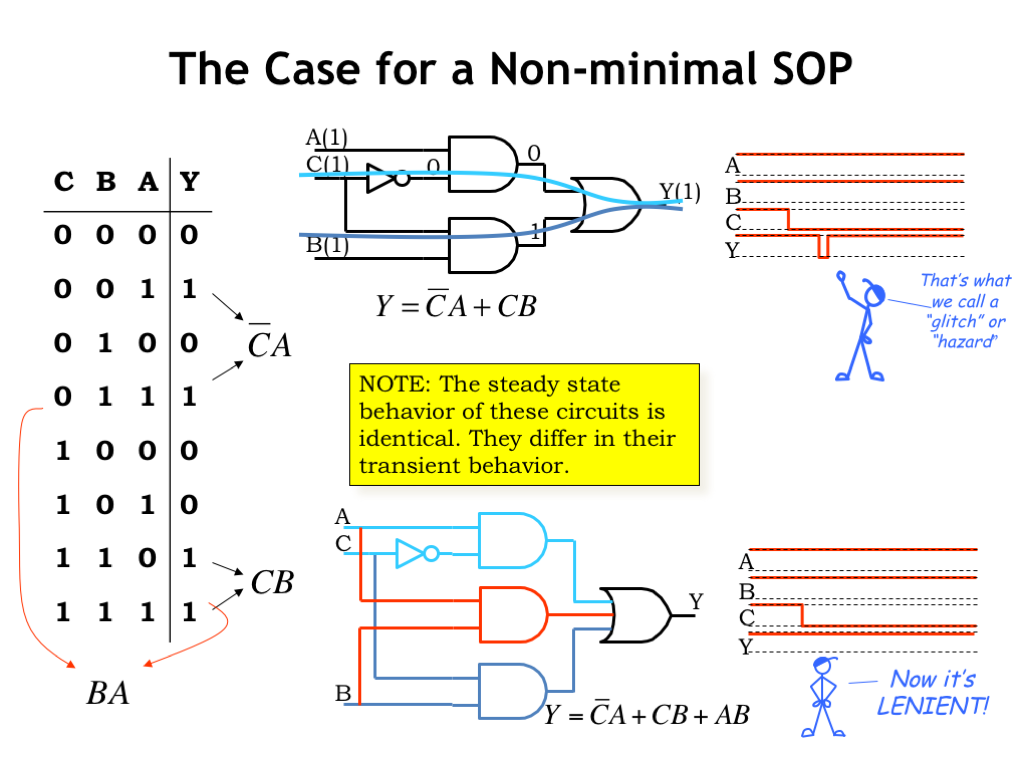 The Case for a Non-minimal SOP
C B A Y
0 0 0 0
0 0 1 1
0 1 0 0
0 1 1 1
1 0 0 0
1 0 1 0
1 1 0 1
1 1 1 1
C̅A
CB
BA
A(1)
C(1)
0
0
Y(1)
B(1)
1
Y = C̅A + CB
A
B
C
Y
That's what
we call a
"glitch" or
"hazard"
NOTE: The steady state
behavior of these circuits is
identical. They differ in their
transient behavior.
A
C
B
Y
Y = C̅A + CB + AB
A
B
C
Y
Now it's
LENIENT!